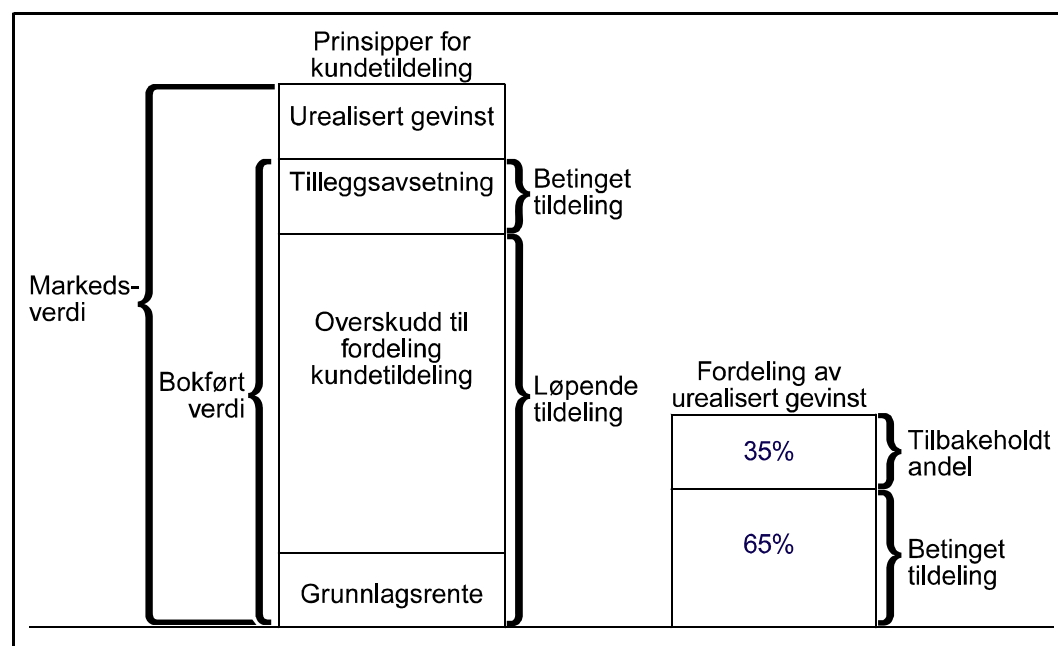 Prinsipper for
kundetildeling
Urealisert gevinst
Tilleggsavsetning
Betinget
tildeling
Markeds-
verdi
Bokført
verdi
Overskudd til
fordeling
kundetildeling
Løpende
tildeling
Grunnlagsrente
Fordeling av
urealisert gevinst
35%
Tilbakeholdt
andel
65%
Betinget
tildeling